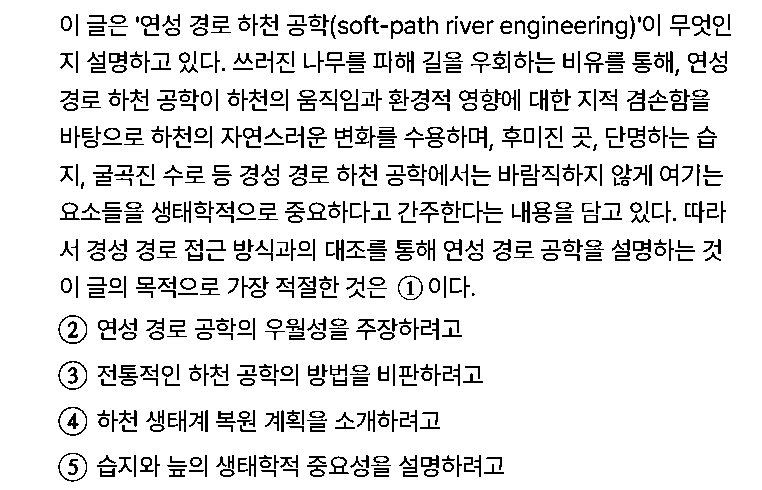 이 글은 '연성 경로 하천 공학(soft-path river engineering)'이 무엇인
지 설명하고 있다. 쓰러진 나무를 피해 길을 우회하는 비유를 통해, 연성
경로 하천 공학이 하천의 움직임과 환경적 영향에 대한 지적 겸손함을
바탕으로 하천의 자연스러운 변화를 수용하며, 후미진 곳, 단명하는 습
지, 굴곡진 수로 등 경성 경로 하천 공학에서는 바람직하지 않게 여기는
요소들을 생태학적으로 중요하다고 간주한다는 내용을 담고 있다. 따라
서 경성 경로 접근 방식과의 대조를 통해 연성 경로 공학을 설명하는 것
이 글의 목적으로 가장 적절한 것은 ①이다.
② 연성 경로 공학의 우월성을 주장하려고
③ 전통적인 하천 공학의 방법을 비판하려고
④ 하천 생태계 복원 계획을 소개하려고
⑤ 습지와 늪의 생태학적 중요성을 설명하려고